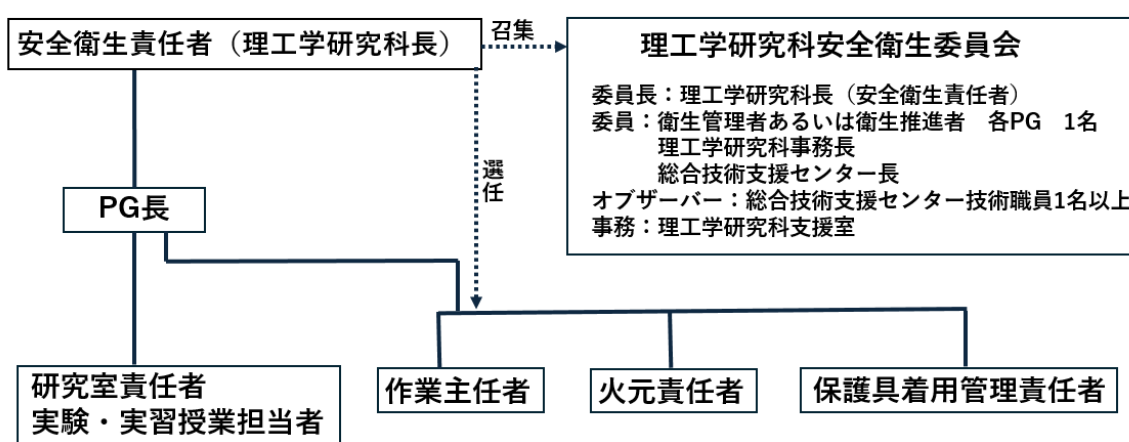 安全衛生責任者（理工学研究科長）
召集
選任
理工学研究科安全衛生委員会
委員長：理工学研究科長（安全衛生責任者）
委員：衛生管理者あるいは衛生推進者　各PG　1名
理工学研究科事務長
総合技術支援センター長
オブザーバー：総合技術支援センター技術職員1名以上
事務：理工学研究科支援室
PG長
研究室責任者
実験・実習授業担当者
作業主任者
火元責任者
保護具着用管理責任者